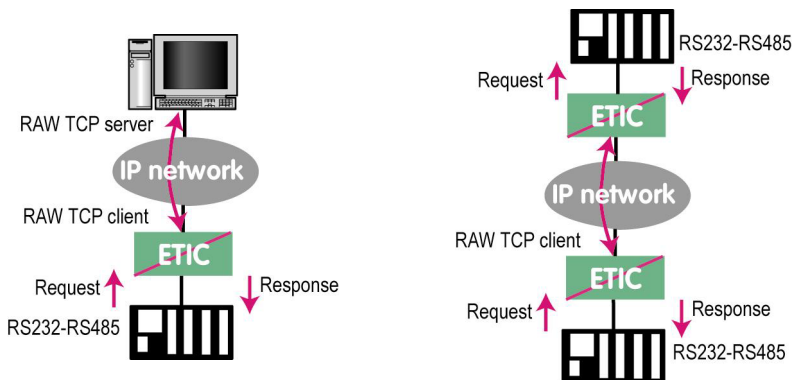 RAW TCP server
IP network
RAW TCP client
ETIC
Request
Response
RS232-RS485
RS232-RS485
Request
Response
ETIC
IP network
RAW TCP client
ETIC
Request
Response
RS232-RS485